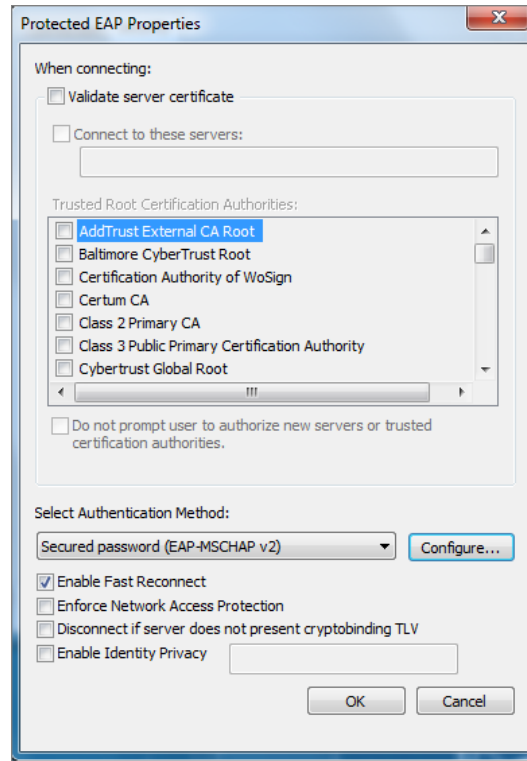 Protected EAP Properties
When connecting:
Validate server certificate
Connect to these servers:
Trusted Root Certification Authorities:
AddTrust External CA Root
Baltimore CyberTrust Root
Certification Authority of WoSign
Certum CA
Class 2 Primary CA
Class 3 Public Primary Certification Authority
Cybertrust Global Root
Do not prompt user to authorize new servers or trusted
certification authorities.
Select Authentication Method:
Secured password (EAP-MSCHAP v2) Configure...
Enable Fast Reconnect
Enforce Network Access Protection
Disconnect if server does not present cryptobinding TLV
Enable Identity Privacy
OK Cancel